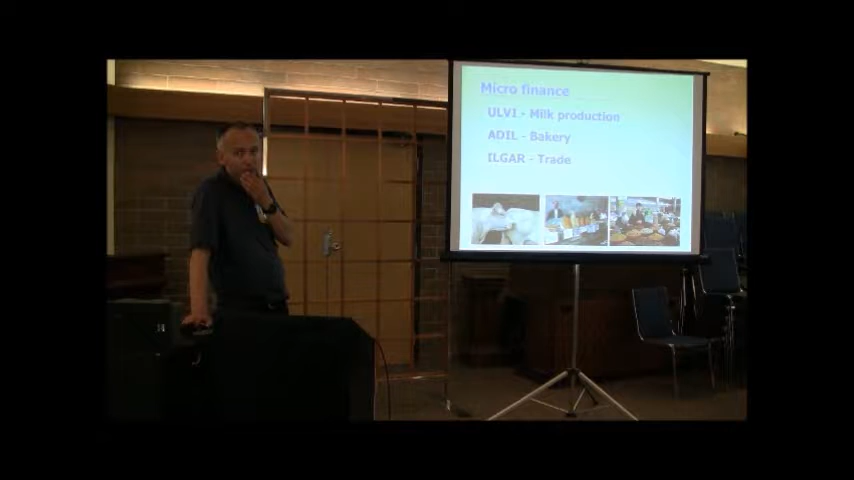 Micro finance
ULVI - Milk production
ADIL - Bakery
ILGAR - Trade